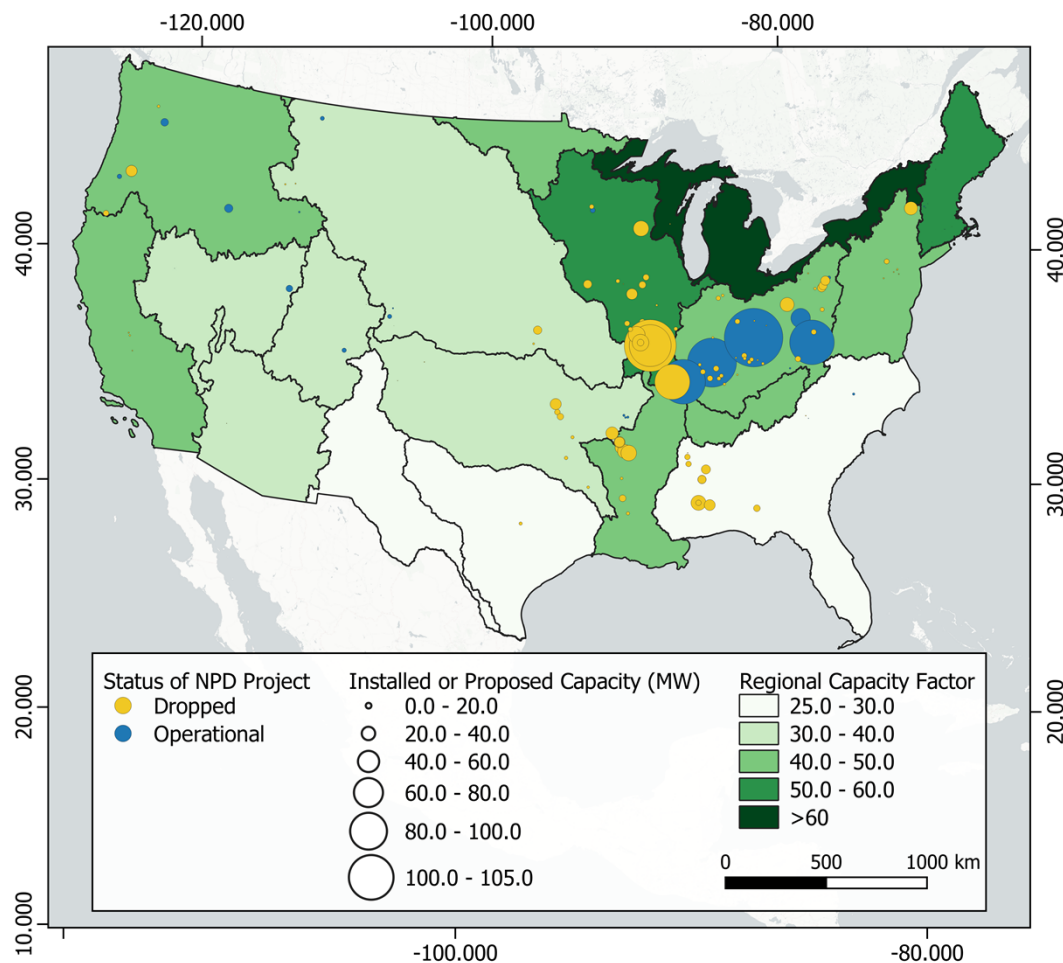 -120.000 -100.000 -80.000
40.000 40.000
30.000 30.000
20.000 20.000
10.000
-100.000 -80.000
Status of NPD Project
Dropped
Operational
Installed or Proposed Capacity (MW)
0.0 - 20.0
20.0 - 40.0
40.0 - 60.0
60.0 - 80.0
80.0 - 100.0
100.0 - 105.0
Regional Capacity Factor
25.0 - 30.0
30.0 - 40.0
40.0 - 50.0
50.0 - 60.0
>60
0 500 1000 km